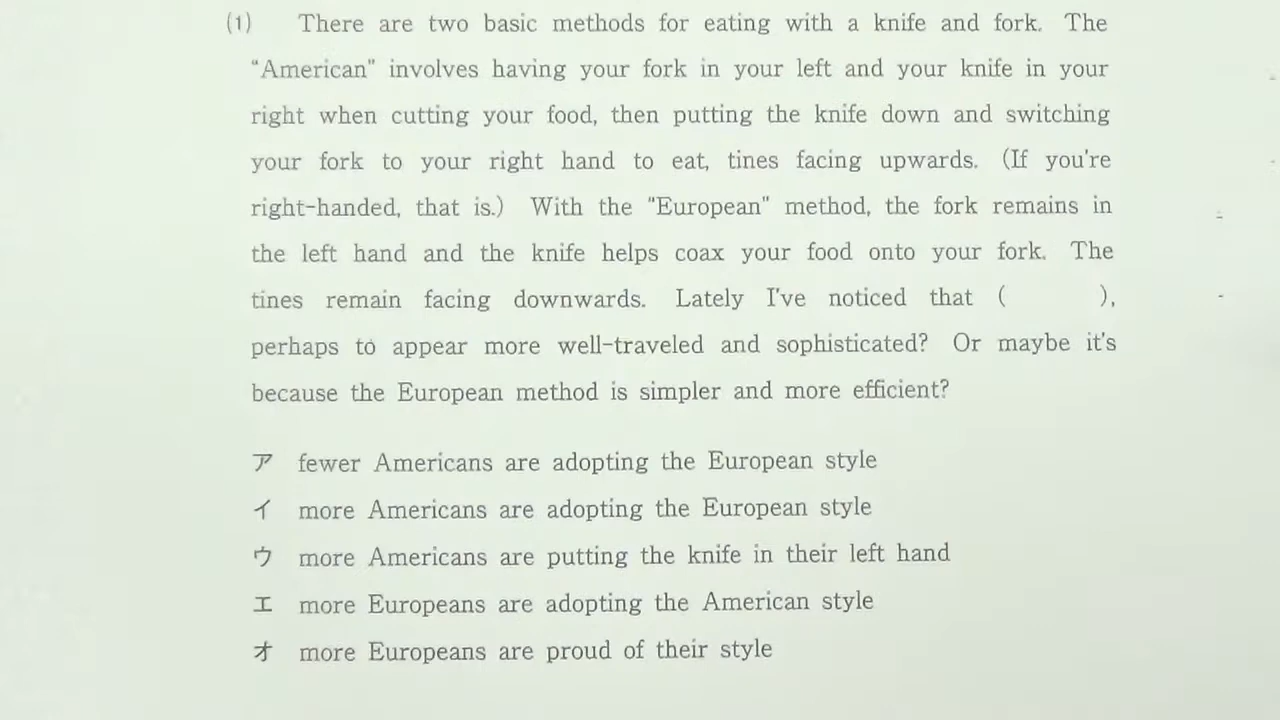 (1) There are two basic methods for eating with a knife and fork. The
"American" involves having your fork in your left and your knife in your
right when cutting your food, then putting the knife down and switching
your fork to your right hand to eat, tines facing upwards. (If you're
right-handed, that is.) With the "European" method, the fork remains in
the left hand and the knife helps coax your food onto your fork. The
tines remain facing downwards. Lately I've noticed that ( ),
perhaps to appear more well-traveled and sophisticated? Or maybe it's
because the European method is simpler and more efficient?
ア fewer Americans are adopting the European style
イ more Americans are adopting the European style
ウ more Americans are putting the knife in their left hand
エ more Europeans are adopting the American style
オ more Europeans are proud of their style